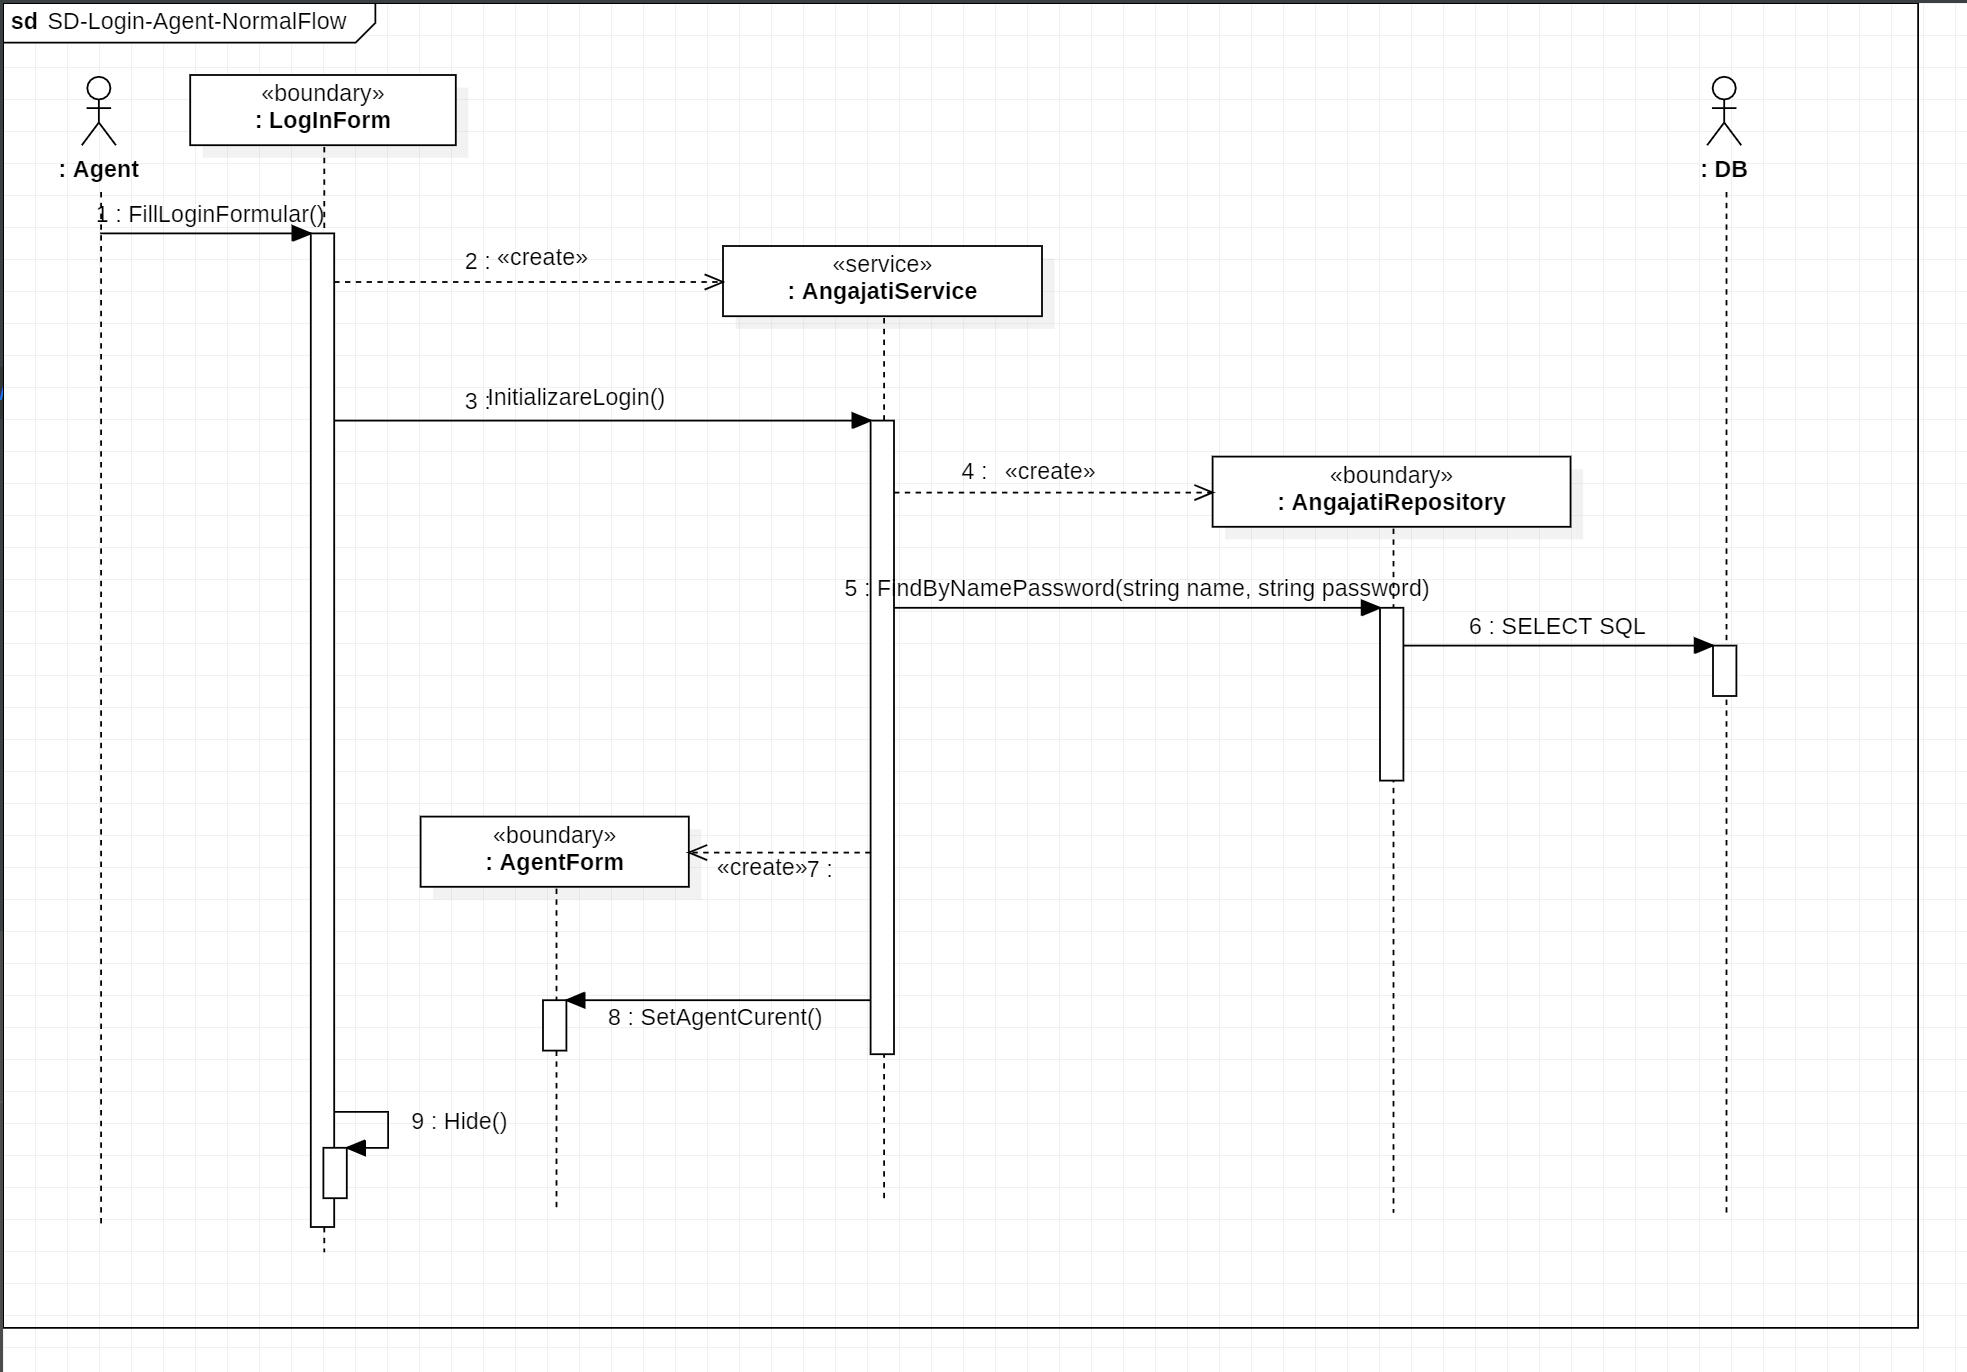 sd SD-Login-Agent-NormalFlow
«boundary»
: LogInForm
: Agent
: DB
1 : FillLoginFormular()
2 : «create»
«service»
: AngajatiService
3 : InitializareLogin()
4 : «create»
«boundary»
: AngajatiRepository
5 : FindByNamePassword(string name, string password)
6 : SELECT SQL
«boundary»
: AgentForm
«create»7 :
8 : SetAgentCurent()
9 : Hide()